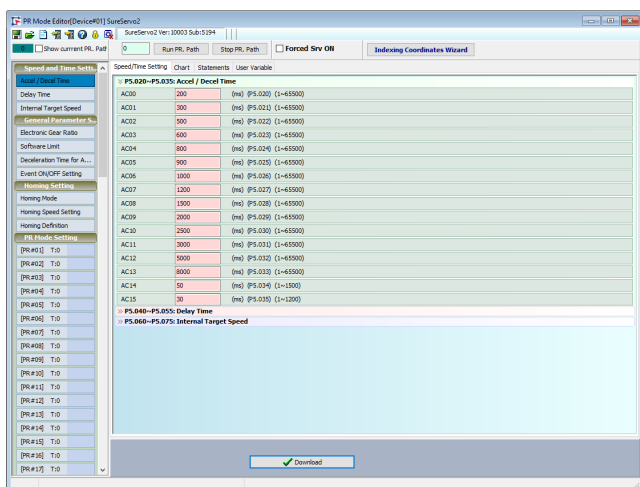 PR Mode Editor[Device#01] SureServo2
SureServo2 Ver:10003 Sub:5194
0 Show current PR. Path 0 Run PR. Path Stop PR. Path Forced Srv ON Indexing Coordinates Wizard
Speed and Time Setti...
Accel / Decel Time
Delay Time
Internal Target Speed
General Parameter S...
Electronic Gear Ratio
Software Limit
Deceleration Time for A...
Event ON/OFF Setting
Homing Setting
Homing Mode
Homing Speed Setting
Homing Definition
PR Mode Setting
[PR#01] T:0
[PR#02] T:0
[PR#03] T:0
[PR#04] T:0
[PR#05] T:0
[PR#06] T:0
[PR#07] T:0
[PR#08] T:0
[PR#09] T:0
[PR#10] T:0
[PR#11] T:0
[PR#12] T:0
[PR#13] T:0
[PR#14] T:0
[PR#15] T:0
[PR#16] T:0
[PR#17] T:0
Speed/Time Setting Chart Statements User Variable
P5.020~P5.035: Accel / Decel Time
AC00 200 (ms) (P5.020) (1~65500)
AC01 300 (ms) (P5.021) (1~65500)
AC02 500 (ms) (P5.022) (1~65500)
AC03 600 (ms) (P5.023) (1~65500)
AC04 800 (ms) (P5.024) (1~65500)
AC05 900 (ms) (P5.025) (1~65500)
AC06 1000 (ms) (P5.026) (1~65500)
AC07 1200 (ms) (P5.027) (1~65500)
AC08 1500 (ms) (P5.028) (1~65500)
AC09 2000 (ms) (P5.029) (1~65500)
AC10 2500 (ms) (P5.030) (1~65500)
AC11 3000 (ms) (P5.031) (1~65500)
AC12 5000 (ms) (P5.032) (1~65500)
AC13 8000 (ms) (P5.033) (1~65500)
AC14 50 (ms) (P5.034) (1~1500)
AC15 30 (ms) (P5.035) (1~1200)
P5.040~P5.055: Delay Time
P5.060~P5.075: Internal Target Speed
Download